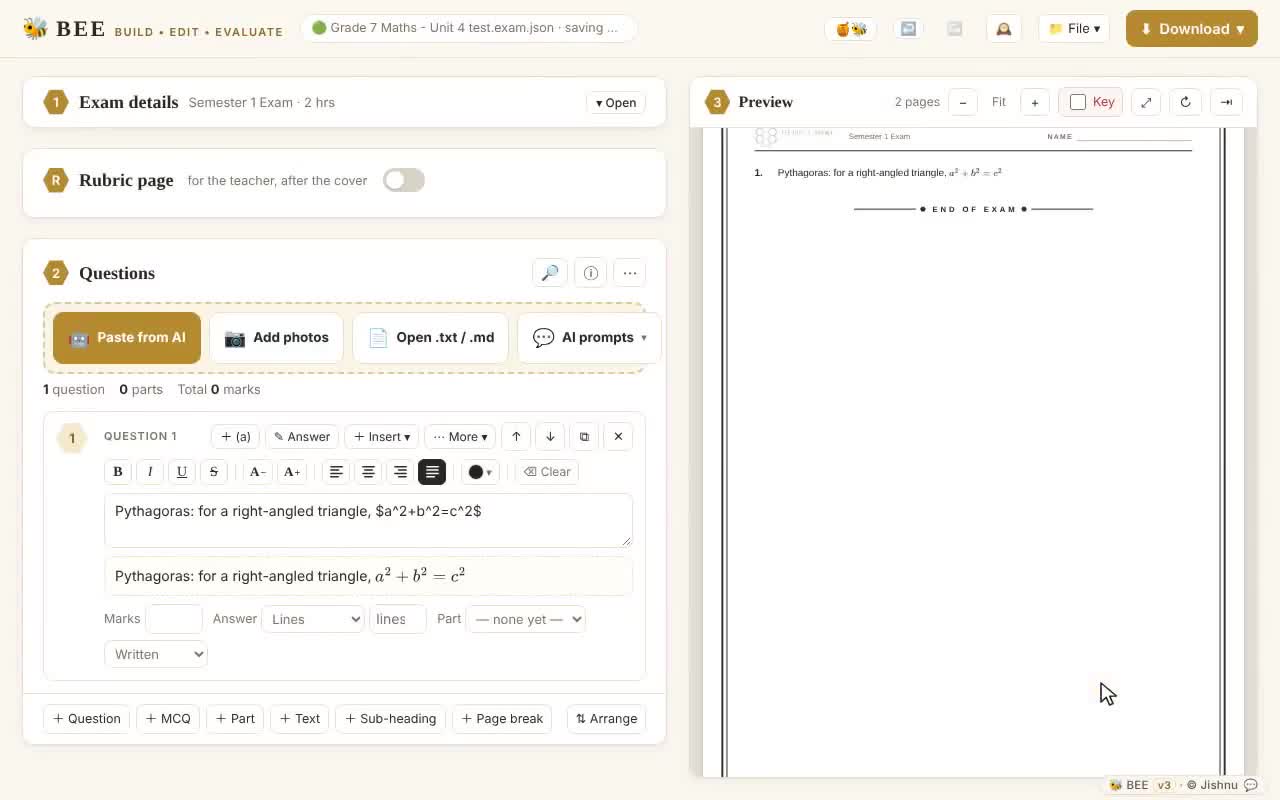 BEE BUILD • EDIT • EVALUATE
Grade 7 Maths - Unit 4 test.exam.json · saving ...
File ▾
Download ▾
1 Exam details Semester 1 Exam · 2 hrs
▾ Open
R Rubric page for the teacher, after the cover
2 Questions
Paste from AI
Add photos
Open .txt / .md
AI prompts ▾
1 question 0 parts Total 0 marks
1 QUESTION 1
+ (a) ✎ Answer + Insert ▾ ··· More ▾ ↑ ↓ ⧉ ✕
B I U S A− A+ ⌫ Clear
Pythagoras: for a right-angled triangle, $a^2+b^2=c^2$
Pythagoras: for a right-angled triangle, a² + b² = c²
Marks Answer Lines lines Part — none yet —
Written
+ Question + MCQ + Part + Text + Sub-heading + Page break ⇅ Arrange
3 Preview 2 pages − Fit + Key
Semester 1 Exam NAME
1. Pythagoras: for a right-angled triangle, a² + b² = c²
END OF EXAM
BEE v3 · © Jishnu